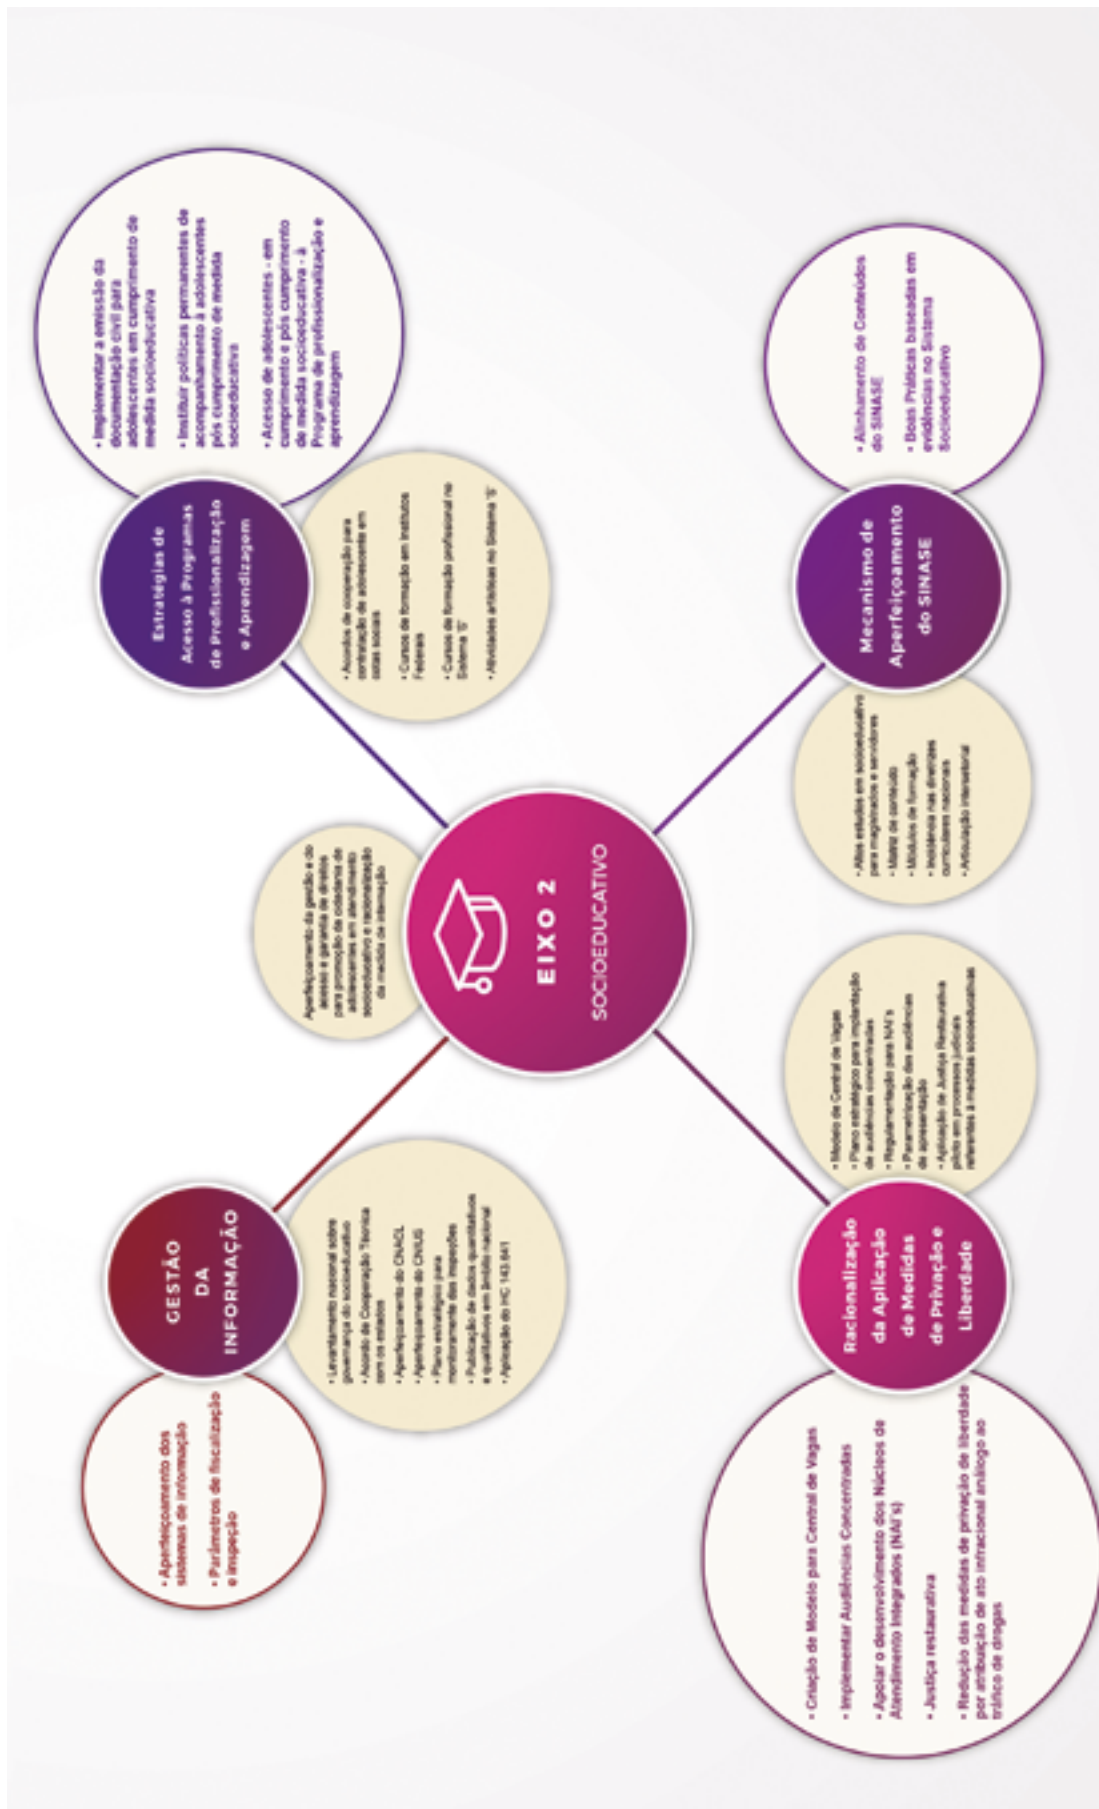 • Aperfeiçoamento dos
sistemas de informação
• Parâmetros de fiscalização
e inspeção
GESTÃO
DA
INFORMAÇÃO
• Levantamento nacional sobre
governança do socioeducativo
• Acordo de Cooperação Técnica
com os estados
• Aperfeiçoamento do CNACL
• Aperfeiçoamento do CNIUS
• Plano estratégico para
monitoramento das inspeções
• Publicação de dados quantitativos
e qualitativos em âmbito nacional
• Aplicação do HC 143.641
Aperfeiçoamento da gestão e do
acesso e garantia de direitos
para promoção da cidadania de
adolescentes em atendimento
socioeducativo e racionalização
da medida de internação
EIXO 2
SOCIOEDUCATIVO
Estratégias de
Acesso à Programas
de Profissionalização
e Aprendizagem
• Implementar a emissão da
documentação civil para
adolescentes em cumprimento de
medida socioeducativa
• Instituir políticas permanentes de
acompanhamento à adolescentes
pós cumprimento de medida
socioeducativa
• Acesso de adolescentes - em
cumprimento e pós cumprimento
de medida socioeducativa - à
Programa de profissionalização e
aprendizagem
• Acordos de cooperação para
contratação de adolescente em
cotas sociais
• Cursos de formação em Institutos
Federais
• Cursos de formação profissional no
Sistema 'S'
• Atividades artísticas no Sistema 'S'
• Criação de Modelo para Central de Vagas
• Implementar Audiências Concentradas
• Apoiar o desenvolvimento dos Núcleos de
Atendimento Integrados (NAI's)
• Justiça restaurativa
• Redução das medidas de privação de liberdade
por atribuição de ato infracional análogo ao
tráfico de drogas
Racionalização
da Aplicação
de Medidas
de Privação e
Liberdade
• Modelo de Central de Vagas
• Plano estratégico para implantação
de audiências concentradas
• Regulamentação para NAI's
• Parametrização das audiências
de apresentação
• Aplicação de Justiça Restaurativa
piloto em processos judiciais
referentes à medidas socioeducativas
• Altos estudos em socioeducativo
para magistrados e servidores
• Matriz de conteúdo
• Módulos de formação
• Incidência nas diretrizes
curriculares nacionais
• Articulação intersetorial
Mecanismo de
Aperfeiçoamento
do SINASE
• Alinhamento de Conteúdos
do SINASE
• Boas Práticas baseadas em
evidências no Sistema
Socioeducativo